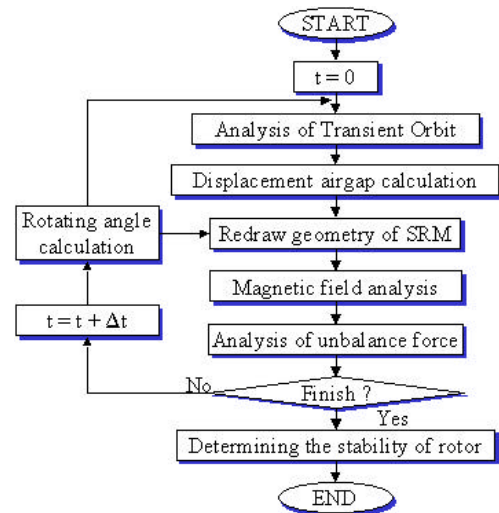 START
t = 0
Analysis of Transient Orbit
Displacement airgap calculation
Rotating angle
calculation
Redraw geometry of SRM
Magnetic field analysis
t = t + Δt
Analysis of unbalance force
No
Finish ?
Yes
Determining the stability of rotor
END